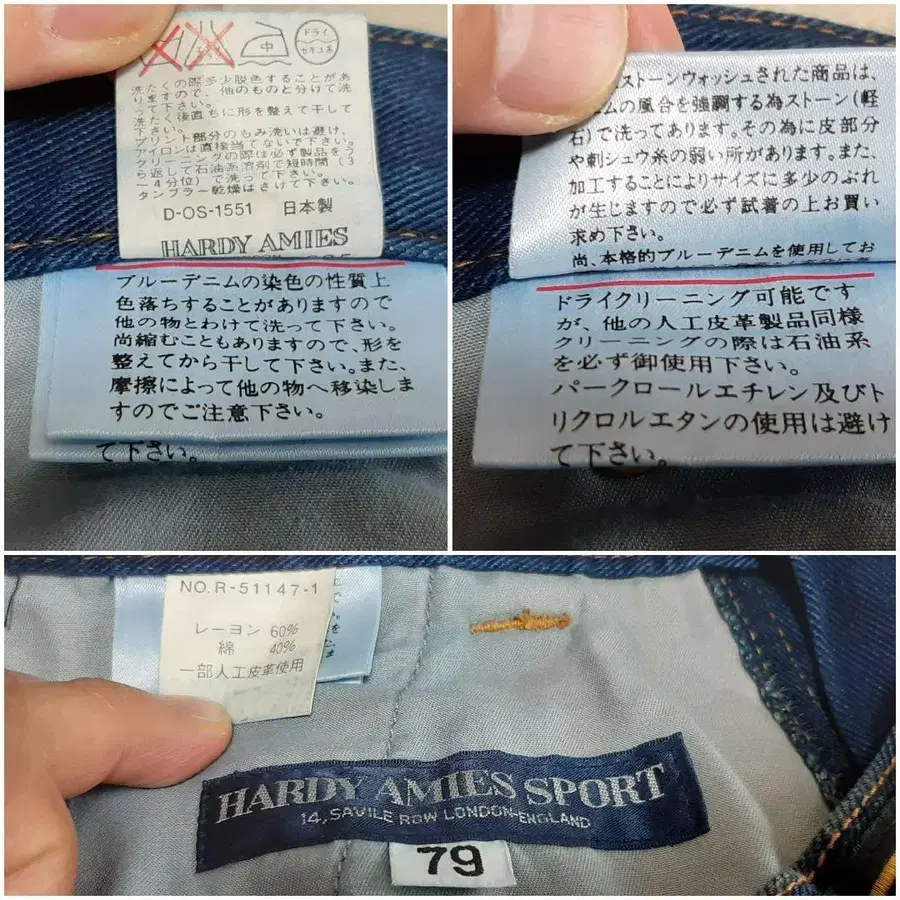 中
ドライ
セキユ系
洗たくの際多少脱色することがあ
りますので、他のものと分けて洗
って下さい。
洗たく後直ちに形を整えて干して
下さい。
プリント部分のもみ洗いは避け、
アイロンは直接当てないで下さい。
クリーニングの際は必ず製品をう
ら返して石油系溶剤で短時間(3
〜4分位)で洗って下さい。
タンブラー乾燥はさけて下さい。
D-OS-1551 日本製
HARDY AMIES
ブルーデニムの染色の性質上
色落ちすることがありますので
他の物とわけて洗って下さい。
尚縮むこともありますので、形を
整えてから干して下さい。また、
摩擦によって他の物へ移染しま
すのでご注意下さい。
て下さい。
ストーンウォッシュされた商品は、
ムの風合を強調する為ストーン(軽
石)で洗ってあります。その為に皮部分
や刺シュウ糸の弱い所があります。また、
加工することによりサイズに多少のぶれ
が生じますので必ず試着の上お買い
求め下さい。
尚、本格的ブルーデニムを使用してお
ドライクリーニング可能です
が、他の人工皮革製品同様
クリーニングの際は石油系
を必ず御使用下さい。
パークロールエチレン及びト
リクロルエタンの使用は避け
て下さい。
NO.R-51147-1
レーヨン 60%
綿 40%
一部人工皮革使用
HARDY AMIES SPORT
14, SAVILE ROW LONDON-ENGLAND
79